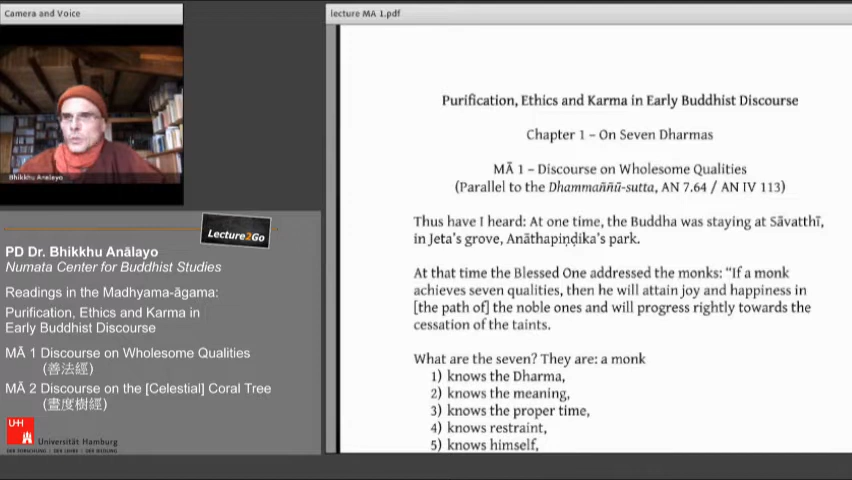 Camera and Voice
Bhikkhu Analayo
Lecture2Go
PD Dr. Bhikkhu Anālayo
Numata Center for Buddhist Studies
Readings in the Madhyama-āgama:
Purification, Ethics and Karma in
Early Buddhist Discourse
MĀ 1 Discourse on Wholesome Qualities
(善法經)
MĀ 2 Discourse on the [Celestial] Coral Tree
(晝度樹經)
UH
Universität Hamburg
DER FORSCHUNG | DER LEHRE | DER BILDUNG
lecture MA 1.pdf
Purification, Ethics and Karma in Early Buddhist Discourse
Chapter 1 – On Seven Dharmas
MĀ 1 – Discourse on Wholesome Qualities
(Parallel to the Dhammaññū-sutta, AN 7.64 / AN IV 113)
Thus have I heard: At one time, the Buddha was staying at Sāvatthī,
in Jeta's grove, Anāthapiṇḍika's park.
At that time the Blessed One addressed the monks: “If a monk
achieves seven qualities, then he will attain joy and happiness in
[the path of] the noble ones and will progress rightly towards the
cessation of the taints.
What are the seven? They are: a monk
1) knows the Dharma,
2) knows the meaning,
3) knows the proper time,
4) knows restraint,
5) knows himself,